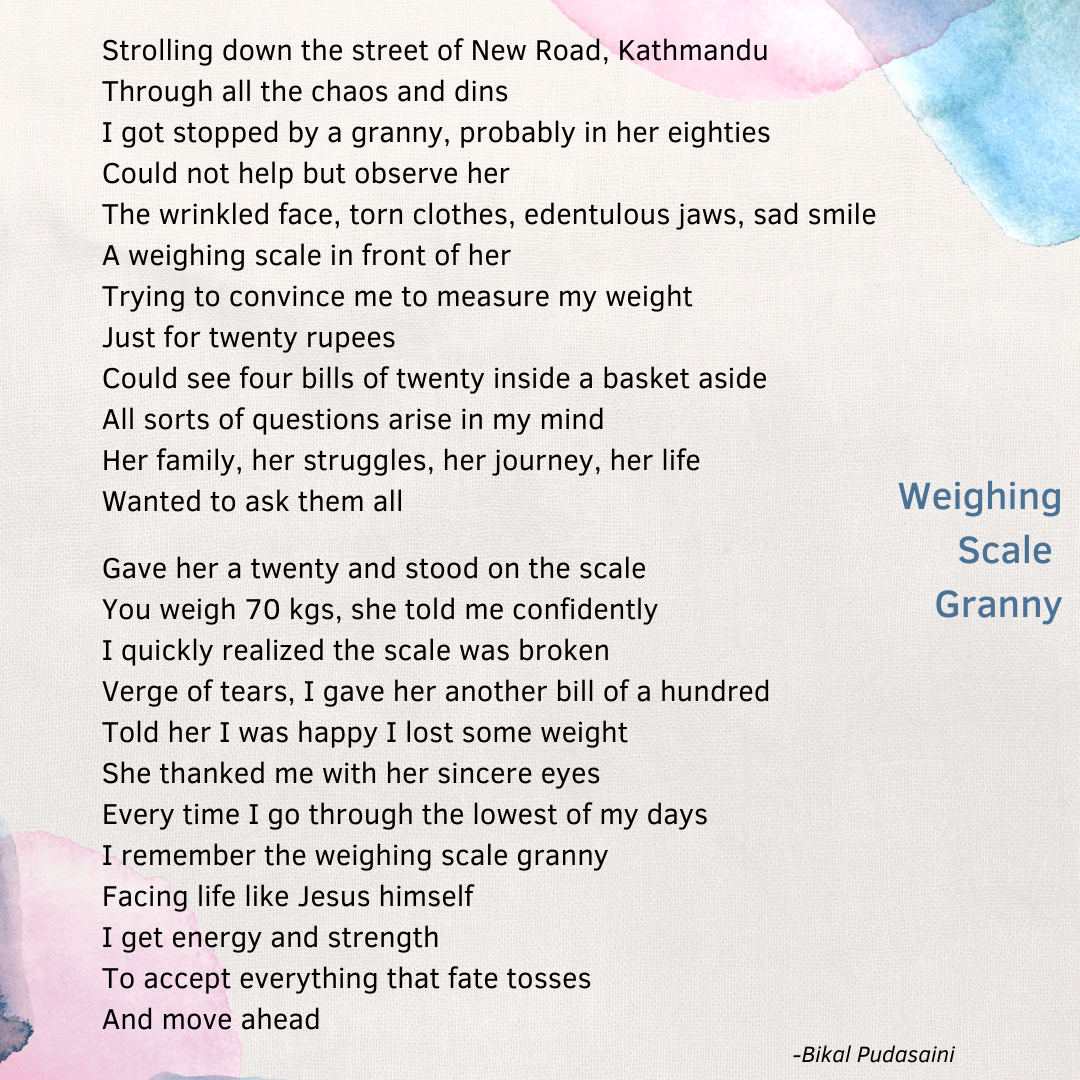 Strolling down the street of New Road, Kathmandu
Through all the chaos and dins
I got stopped by a granny, probably in her eighties
Could not help but observe her
The wrinkled face, torn clothes, edentulous jaws, sad smile
A weighing scale in front of her
Trying to convince me to measure my weight
Just for twenty rupees
Could see four bills of twenty inside a basket aside
All sorts of questions arise in my mind
Her family, her struggles, her journey, her life
Wanted to ask them all
Gave her a twenty and stood on the scale
You weigh 70 kgs, she told me confidently
I quickly realized the scale was broken
Verge of tears, I gave her another bill of a hundred
Told her I was happy I lost some weight
She thanked me with her sincere eyes
Every time I go through the lowest of my days
I remember the weighing scale granny
Facing life like Jesus himself
I get energy and strength
To accept everything that fate tosses
And move ahead
Weighing
Scale
Granny
-Bikal Pudasaini